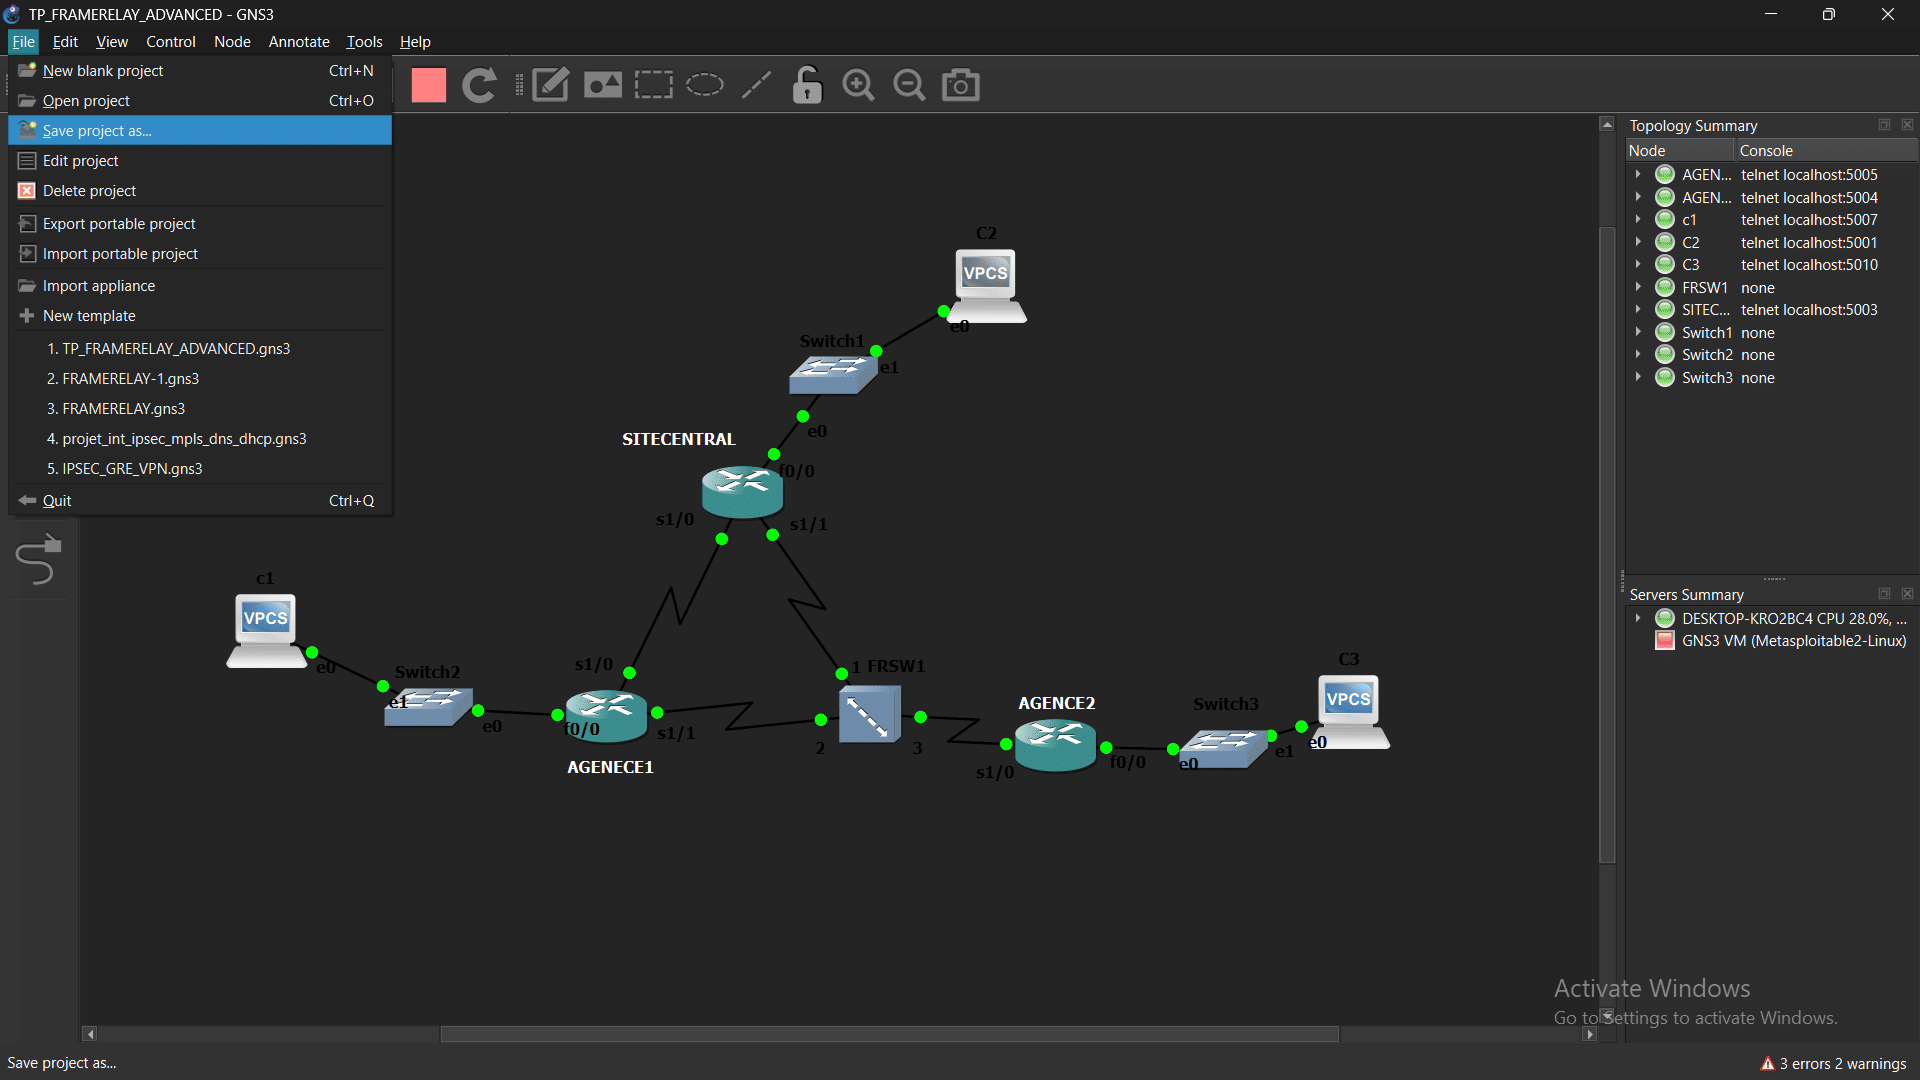 TP_FRAMERELAY_ADVANCED - GNS3
File Edit View Control Node Annotate Tools Help
New blank project Ctrl+N
Open project Ctrl+O
Save project as...
Edit project
Delete project
Export portable project
Import portable project
Import appliance
New template
1. TP_FRAMERELAY_ADVANCED.gns3
2. FRAMERELAY-1.gns3
3. FRAMERELAY.gns3
4. projet_int_ipsec_mpls_dns_dhcp.gns3
5. IPSEC_GRE_VPN.gns3
Quit Ctrl+Q
C2
VPCS
e0
Switch1
e1
e0
SITECENTRAL
f0/0
s1/0
s1/1
c1
VPCS
e0
Switch2
e1
e0
s1/0
f0/0
s1/1
AGENECE1
1 FRSW1
2
3
AGENCE2
s1/0
f0/0
Switch3
e0
e1
C3
VPCS
e0
Topology Summary
Node Console
AGEN... telnet localhost:5005
AGEN... telnet localhost:5004
c1 telnet localhost:5007
C2 telnet localhost:5001
C3 telnet localhost:5010
FRSW1 none
SITEC... telnet localhost:5003
Switch1 none
Switch2 none
Switch3 none
Servers Summary
DESKTOP-KRO2BC4 CPU 28.0%, ...
GNS3 VM (Metasploitable2-Linux)
Activate Windows
Go to Settings to activate Windows.
Save project as...
3 errors 2 warnings